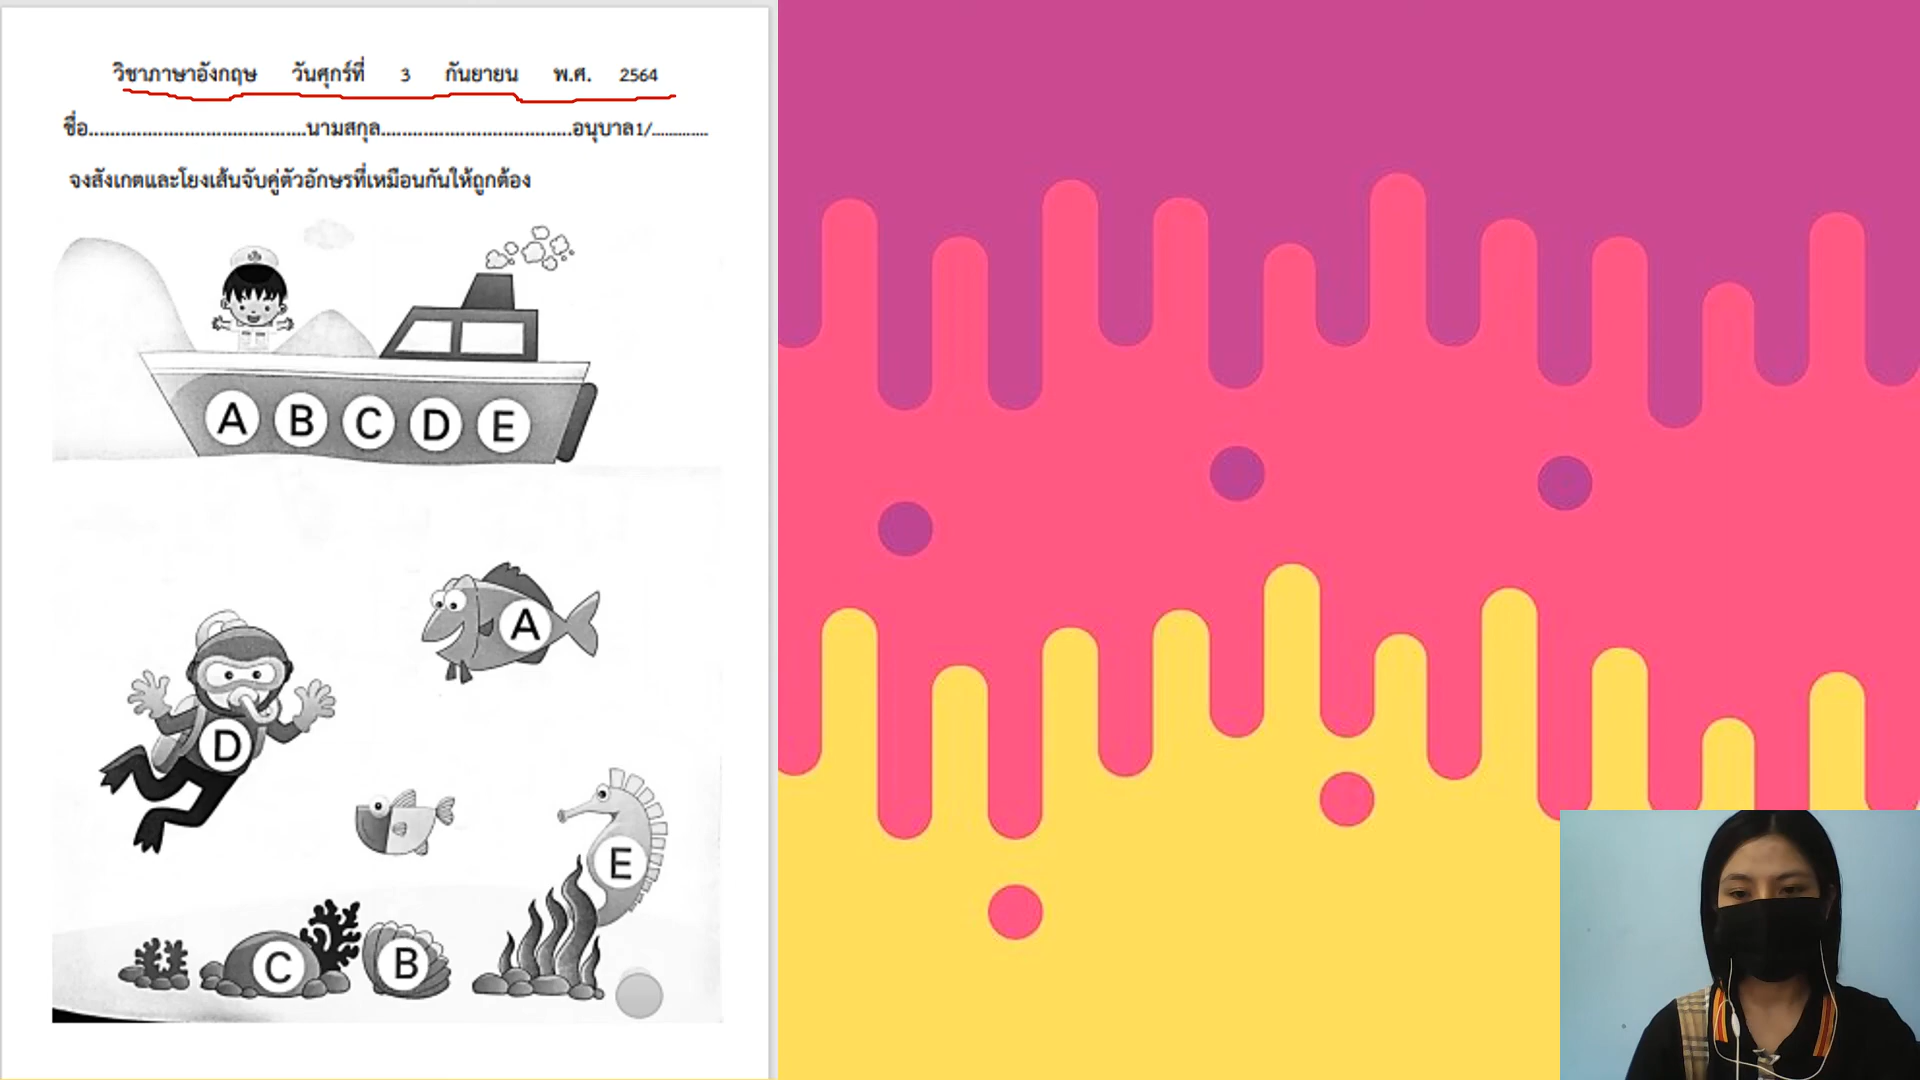 วิชาภาษาอังกฤษ วันศุกร์ที่ 3 กันยายน พ.ศ. 2564
ชื่อ..........................................นามสกุล.....................................อนุบาล1/..............
จงสังเกตและโยงเส้นจับคู่ตัวอักษรที่เหมือนกันให้ถูกต้อง
A B C D E
A
D
E
C B